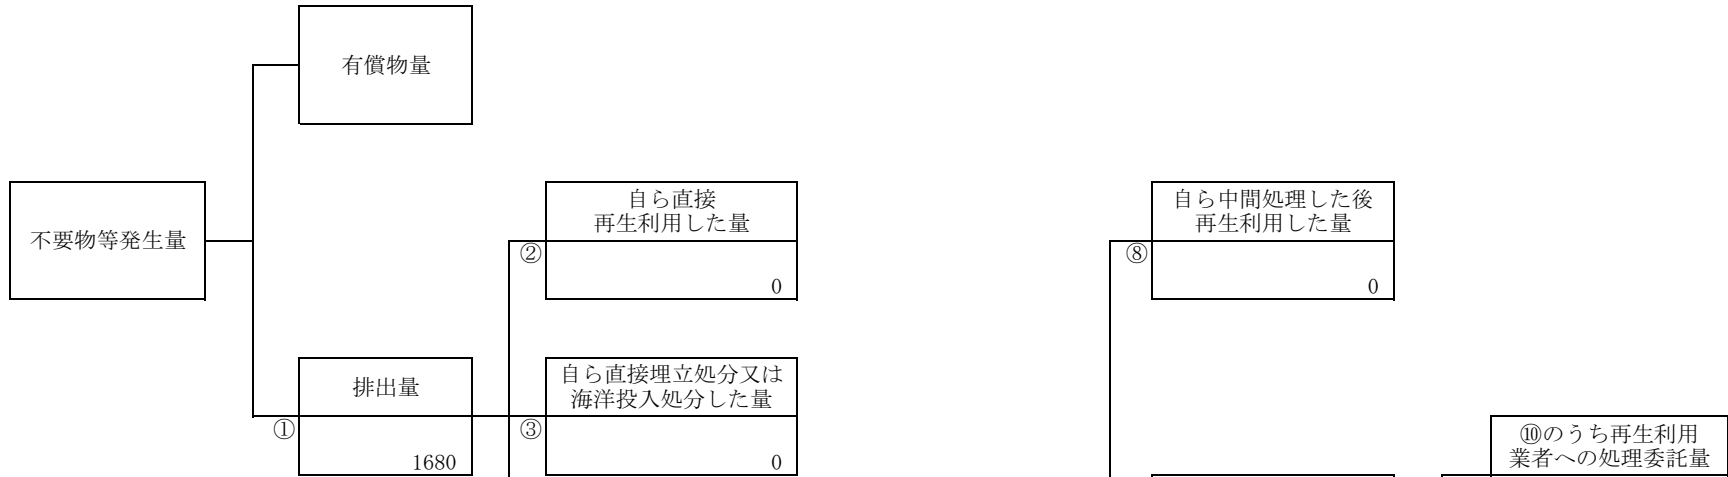 有償物量
不要物等発生量
自ら直接
再生利用した量
②
0
自ら中間処理した後
再生利用した量
⑧
0
排出量
①
1680
自ら直接埋立処分又は
海洋投入処分した量
③
0
⑩のうち再生利用
業者への処理委託量